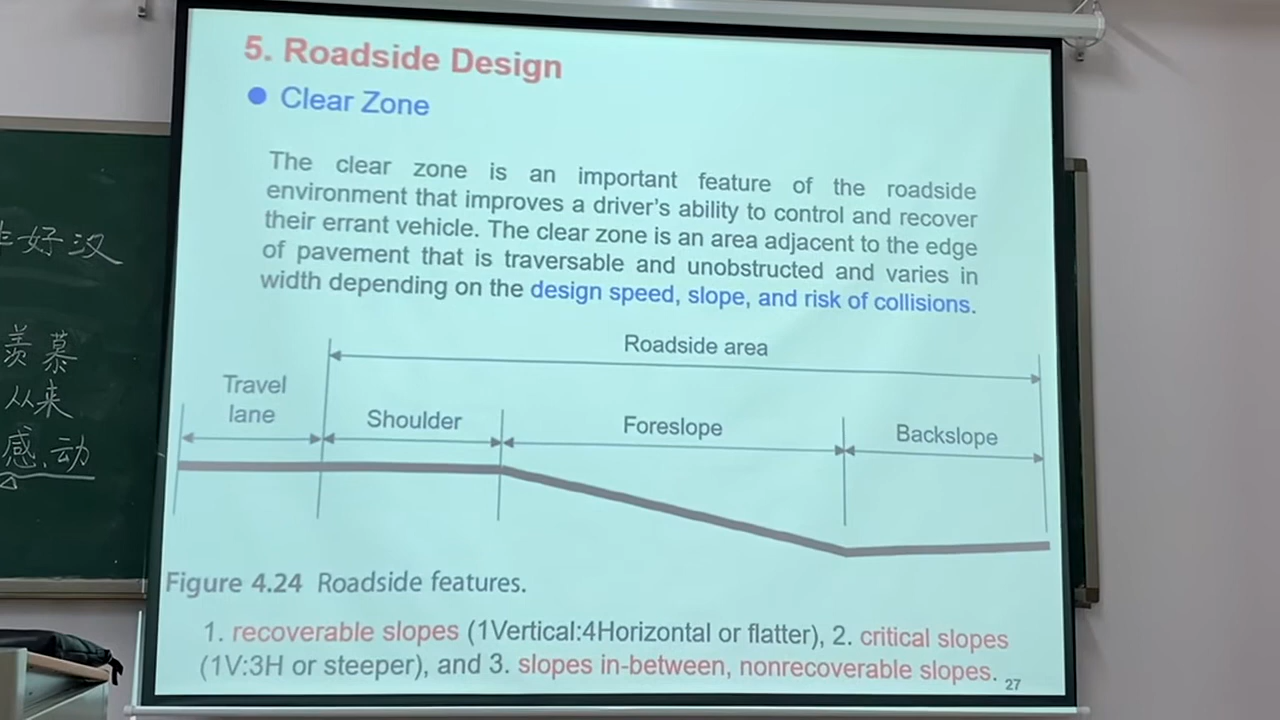 5. Roadside Design
● Clear Zone
The clear zone is an important feature of the roadside
environment that improves a driver's ability to control and recover
their errant vehicle. The clear zone is an area adjacent to the edge
of pavement that is traversable and unobstructed and varies in
width depending on the design speed, slope, and risk of collisions.
Roadside area
Travel
lane
Shoulder
Foreslope
Backslope
Figure 4.24 Roadside features.
1. recoverable slopes (1Vertical:4Horizontal or flatter), 2. critical slopes
(1V:3H or steeper), and 3. slopes in-between, nonrecoverable slopes.
27
好汉
羡慕
从来
感动